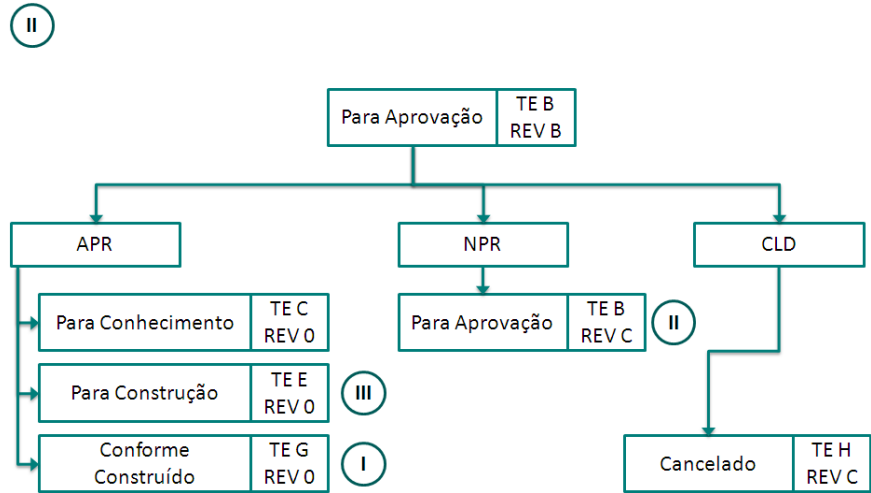 II
Para Aprovação
TE B
REV B
APR
NPR
CLD
Para Conhecimento
TE C
REV 0
Para Aprovação
TE B
REV C
II
Para Construção
TE E
REV 0
III
Conforme
Construído
TE G
REV 0
I
Cancelado
TE H
REV C